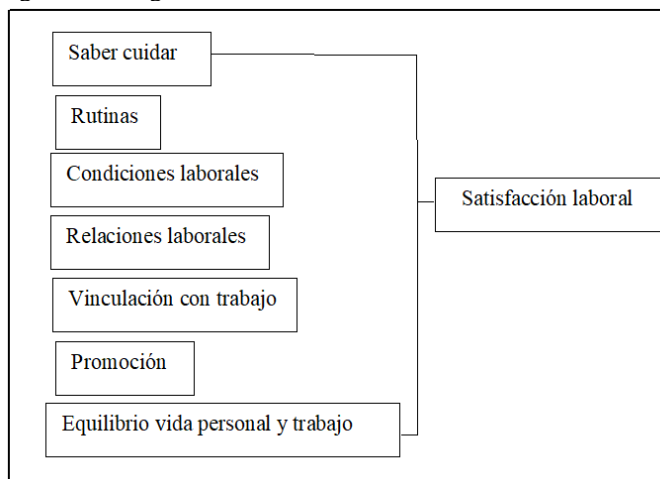 Saber cuidar
Rutinas
Condiciones laborales
Relaciones laborales
Vinculación con trabajo
Promoción
Equilibrio vida personal y trabajo
Satisfacción laboral